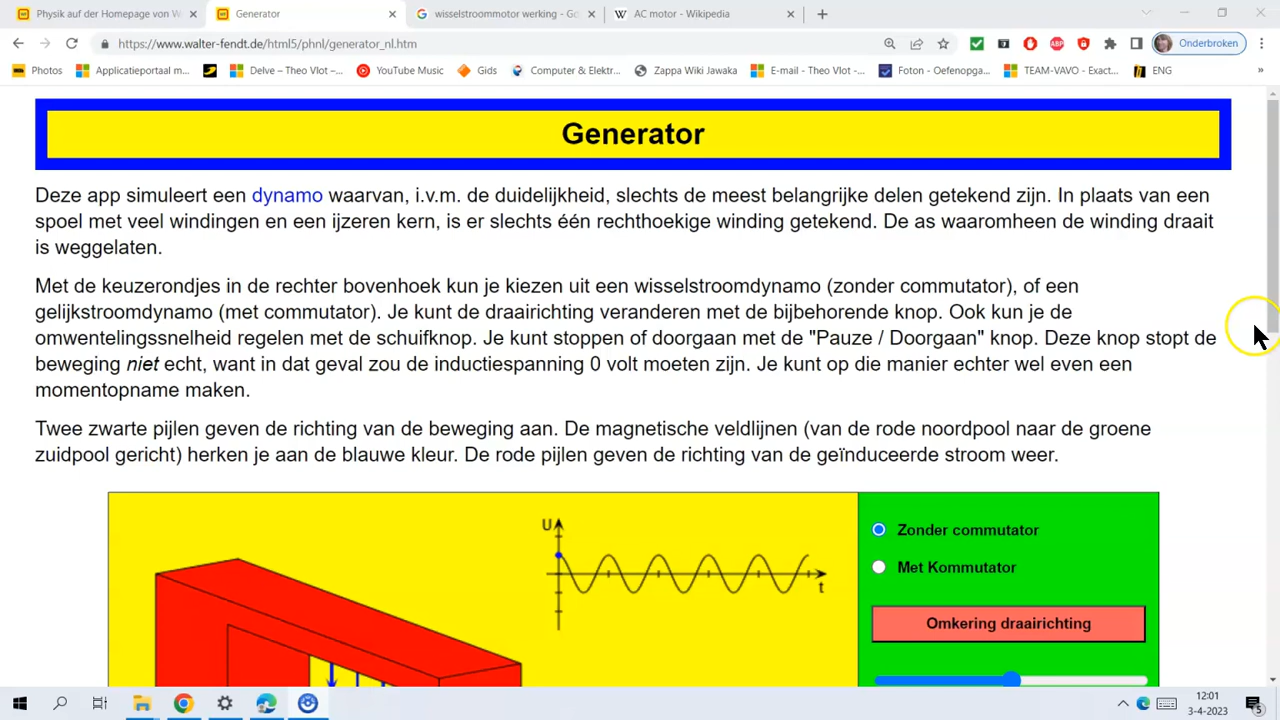 Physik auf der Homepage von W
Generator
wisselstroommotor werking - Go
AC motor - Wikipedia
https://www.walter-fendt.de/html5/phnl/generator_nl.htm
Onderbroken
Photos
Applicatieportaal m...
Delve – Theo Vlot –...
YouTube Music
Gids
Computer & Elektr...
Zappa Wiki Jawaka
E-mail - Theo Vlot -...
Foton - Oefenopga...
TEAM-VAVO - Exact...
ENG
Generator
Deze app simuleert een dynamo waarvan, i.v.m. de duidelijkheid, slechts de meest belangrijke delen getekend zijn. In plaats van een
spoel met veel windingen en een ijzeren kern, is er slechts één rechthoekige winding getekend. De as waaromheen de winding draait
is weggelaten.
Met de keuzerondjes in de rechter bovenhoek kun je kiezen uit een wisselstroomdynamo (zonder commutator), of een
gelijkstroomdynamo (met commutator). Je kunt de draairichting veranderen met de bijbehorende knop. Ook kun je de
omwentelingssnelheid regelen met de schuifknop. Je kunt stoppen of doorgaan met de "Pauze / Doorgaan" knop. Deze knop stopt de
beweging niet echt, want in dat geval zou de inductiespanning 0 volt moeten zijn. Je kunt op die manier echter wel even een
momentopname maken.
Twee zwarte pijlen geven de richting van de beweging aan. De magnetische veldlijnen (van de rode noordpool naar de groene
zuidpool gericht) herken je aan de blauwe kleur. De rode pijlen geven de richting van de geïnduceerde stroom weer.
U
t
Zonder commutator
Met Kommutator
Omkering draairichting
12:01
3-4-2023
5
ABP